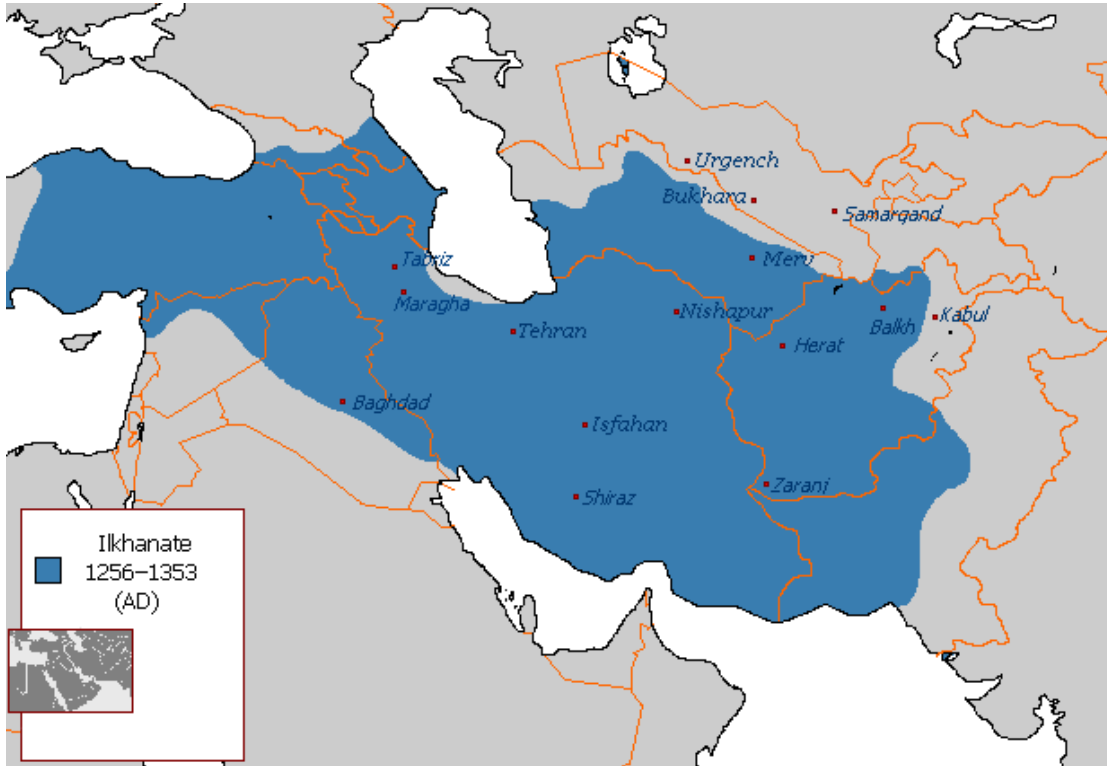 Urgench
Bukhara
Samarqand
Tabriz
Merv
Maragha
Nishapur
Balkh
Kabul
Tehran
Herat
Baghdad
Isfahan
Zaranj
Shiraz
Ilkhanate
1256–1353
(AD)